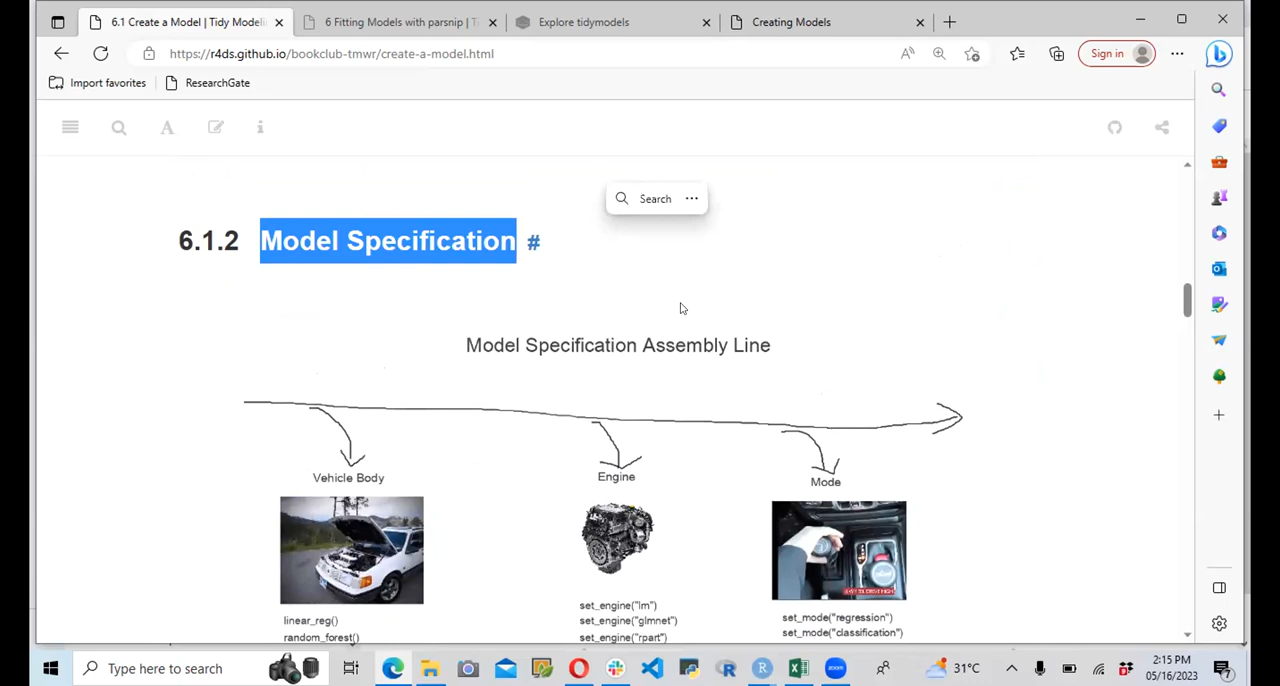 6.1 Create a Model | Tidy Modeli
6 Fitting Models with parsnip | T
Explore tidymodels
Creating Models
https://r4ds.github.io/bookclub-tmwr/create-a-model.html
Sign in
Import favorites
ResearchGate
Search
6.1.2 Model Specification #
Model Specification Assembly Line
Vehicle Body
Engine
Mode
linear_reg()
random_forest()
set_engine("lm")
set_engine("glmnet")
set_engine("rpart")
set_mode("regression")
set_mode("classification")
Type here to search
31°C
2:15 PM
05/16/2023
7